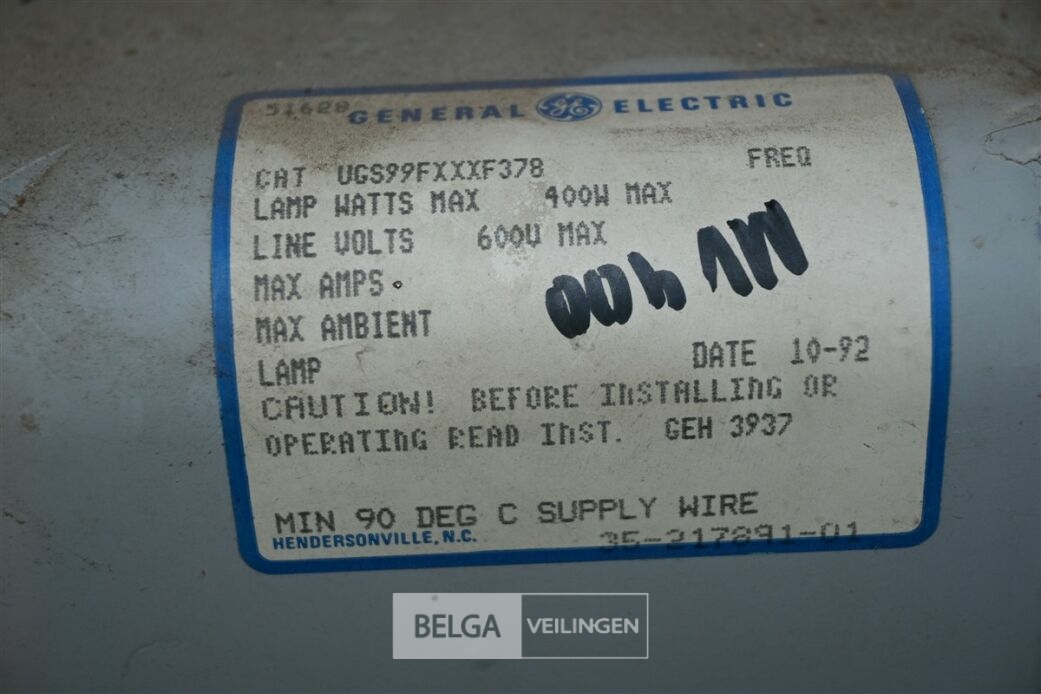 51628 GENERAL GE ELECTRIC
CAT UGS99FXXXF378 FREQ
LAMP WATTS MAX 400W MAX
LINE VOLTS 600V MAX
MAX AMPS
MV 400
MAX AMBIENT
LAMP DATE 10-92
CAUTION! BEFORE INSTALLING OR
OPERATING READ INST. GEH 3937
MIN 90 DEG C SUPPLY WIRE
HENDERSONVILLE, N.C. 35-217891-01
BELGA VEILINGEN